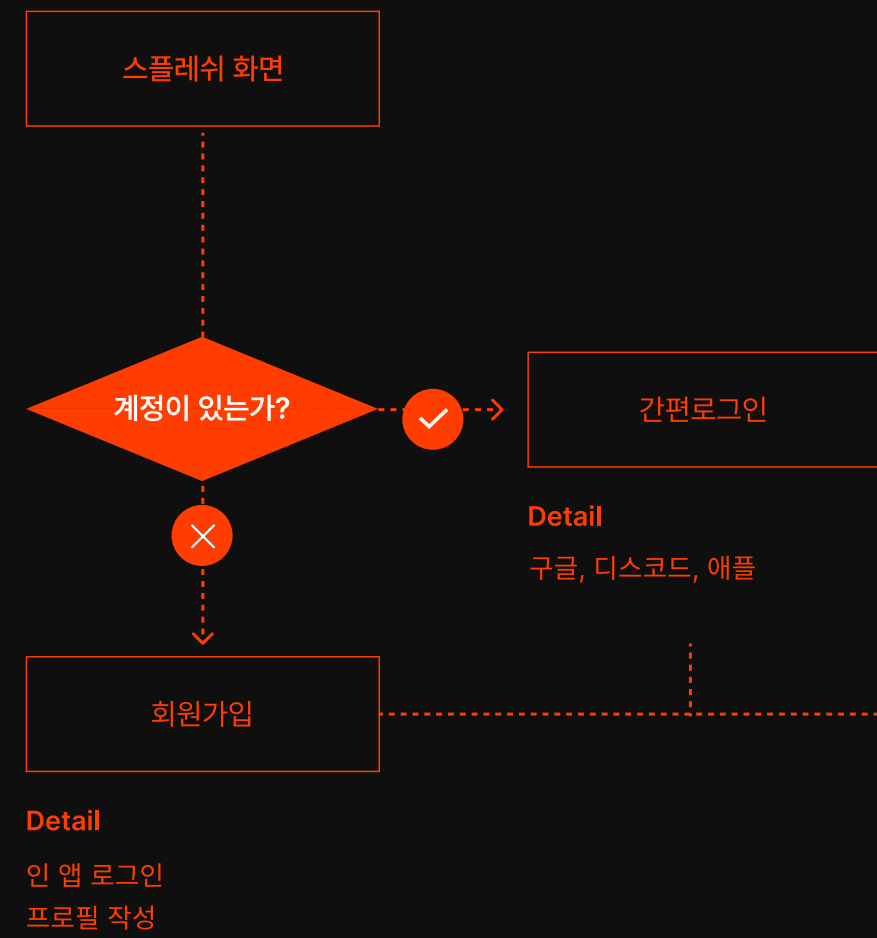 스플레쉬 화면
계정이 있는가?
간편로그인
Detail
구글, 디스코드, 애플
회원가입
Detail
인 앱 로그인
프로필 작성